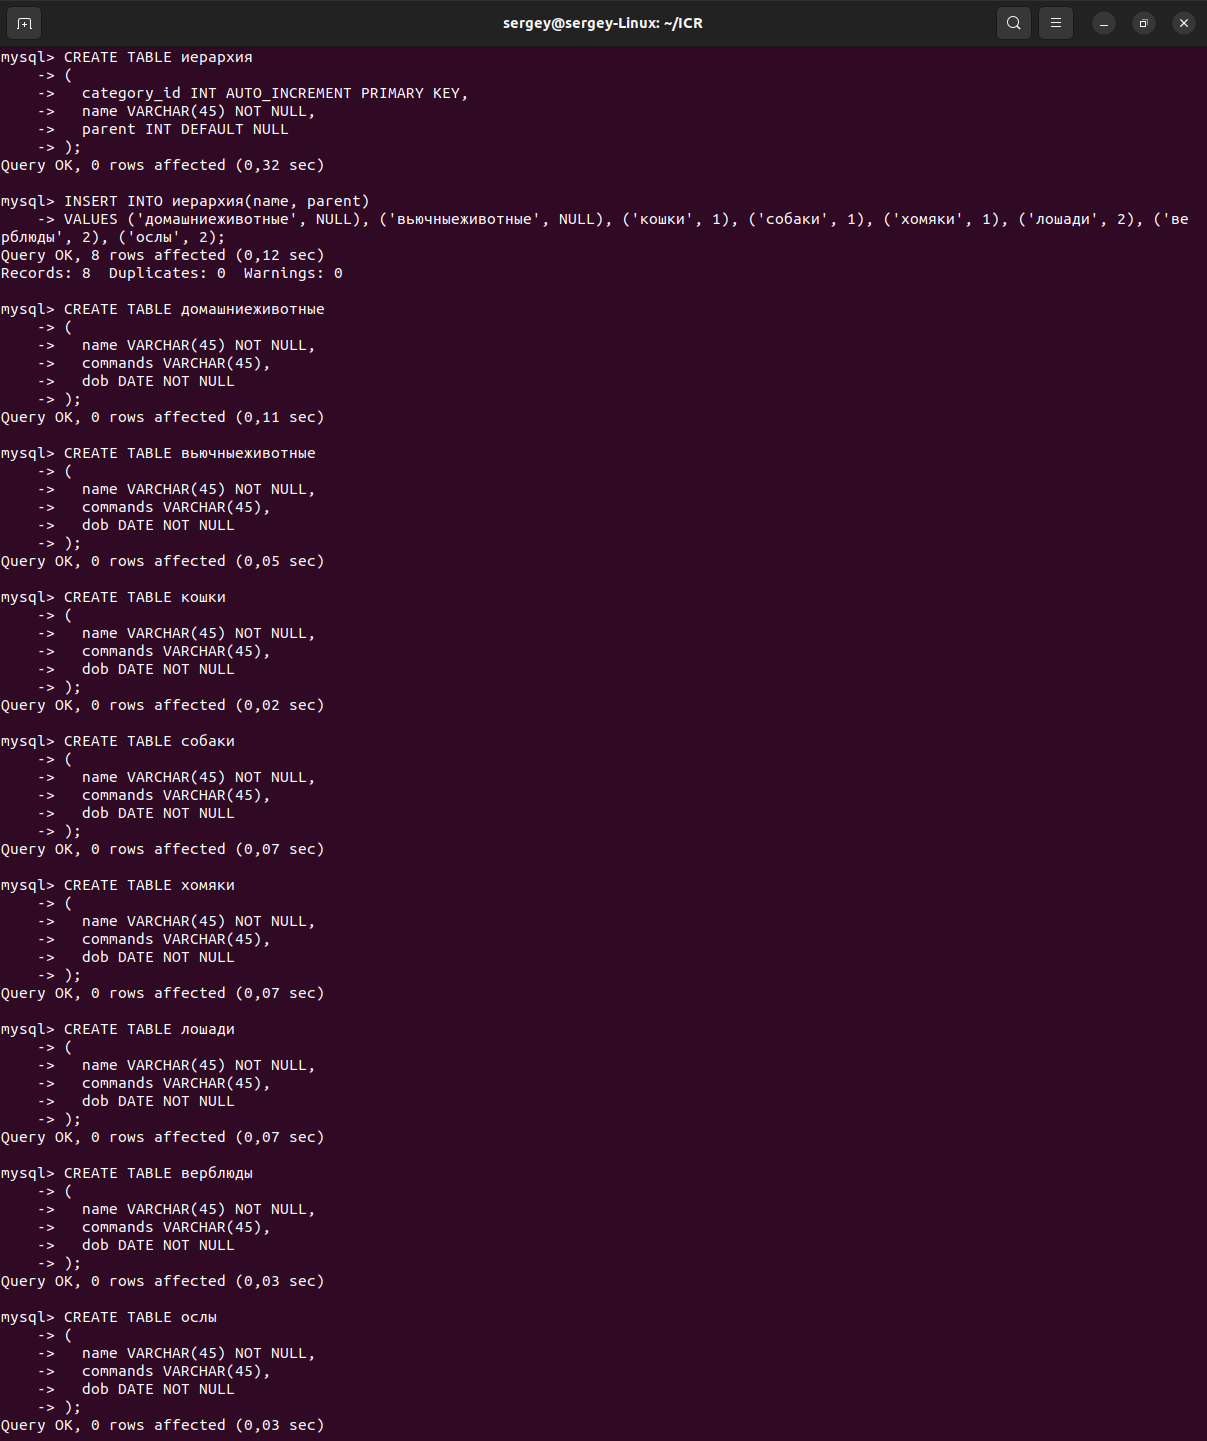 sergey@sergey-Linux: ~/ICR
mysql> CREATE TABLE иерархия
    -> (
    ->   category_id INT AUTO_INCREMENT PRIMARY KEY,
    ->   name VARCHAR(45) NOT NULL,
    ->   parent INT DEFAULT NULL
    -> );
Query OK, 0 rows affected (0,32 sec)

mysql> INSERT INTO иерархия(name, parent)
    -> VALUES ('домашниеживотные', NULL), ('вьючныеживотные', NULL), ('кошки', 1), ('собаки', 1), ('хомяки', 1), ('лошади', 2), ('ве
рблюды', 2), ('ослы', 2);
Query OK, 8 rows affected (0,12 sec)
Records: 8  Duplicates: 0  Warnings: 0

mysql> CREATE TABLE домашниеживотные
    -> (
    ->   name VARCHAR(45) NOT NULL,
    ->   commands VARCHAR(45),
    ->   dob DATE NOT NULL
    -> );
Query OK, 0 rows affected (0,11 sec)

mysql> CREATE TABLE вьючныеживотные
    -> (
    ->   name VARCHAR(45) NOT NULL,
    ->   commands VARCHAR(45),
    ->   dob DATE NOT NULL
    -> );
Query OK, 0 rows affected (0,05 sec)

mysql> CREATE TABLE кошки
    -> (
    ->   name VARCHAR(45) NOT NULL,
    ->   commands VARCHAR(45),
    ->   dob DATE NOT NULL
    -> );
Query OK, 0 rows affected (0,02 sec)

mysql> CREATE TABLE собаки
    -> (
    ->   name VARCHAR(45) NOT NULL,
    ->   commands VARCHAR(45),
    ->   dob DATE NOT NULL
    -> );
Query OK, 0 rows affected (0,07 sec)

mysql> CREATE TABLE хомяки
    -> (
    ->   name VARCHAR(45) NOT NULL,
    ->   commands VARCHAR(45),
    ->   dob DATE NOT NULL
    -> );
Query OK, 0 rows affected (0,07 sec)

mysql> CREATE TABLE лошади
    -> (
    ->   name VARCHAR(45) NOT NULL,
    ->   commands VARCHAR(45),
    ->   dob DATE NOT NULL
    -> );
Query OK, 0 rows affected (0,07 sec)

mysql> CREATE TABLE верблюды
    -> (
    ->   name VARCHAR(45) NOT NULL,
    ->   commands VARCHAR(45),
    ->   dob DATE NOT NULL
    -> );
Query OK, 0 rows affected (0,03 sec)

mysql> CREATE TABLE ослы
    -> (
    ->   name VARCHAR(45) NOT NULL,
    ->   commands VARCHAR(45),
    ->   dob DATE NOT NULL
    -> );
Query OK, 0 rows affected (0,03 sec)